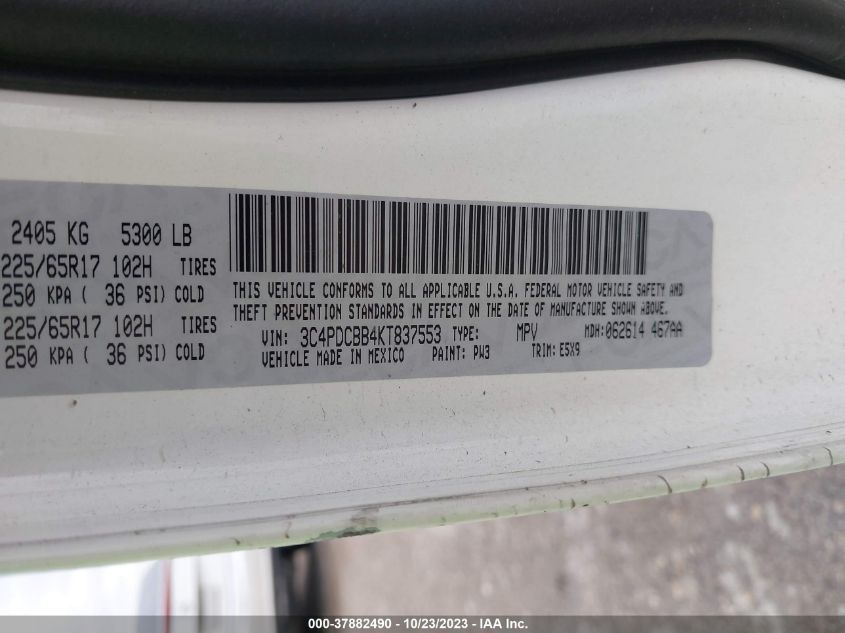 2405 KG 5300 LB
225/65R17 102H TIRES
250 KPA ( 36 PSI) COLD
225/65R17 102H TIRES
250 KPA ( 36 PSI) COLD
THIS VEHICLE CONFORMS TO ALL APPLICABLE U.S.A. FEDERAL MOTOR VEHICLE SAFETY AND
THEFT PREVENTION STANDARDS IN EFFECT ON THE DATE OF MANUFACTURE SHOWN ABOVE.
VIN: 3C4PDCBB4KT837553 TYPE: MPV MDH: 062614 467AA
VEHICLE MADE IN MEXICO PAINT: PW3 TRIM: E5X9
000-37882490 - 10/23/2023 - IAA Inc.